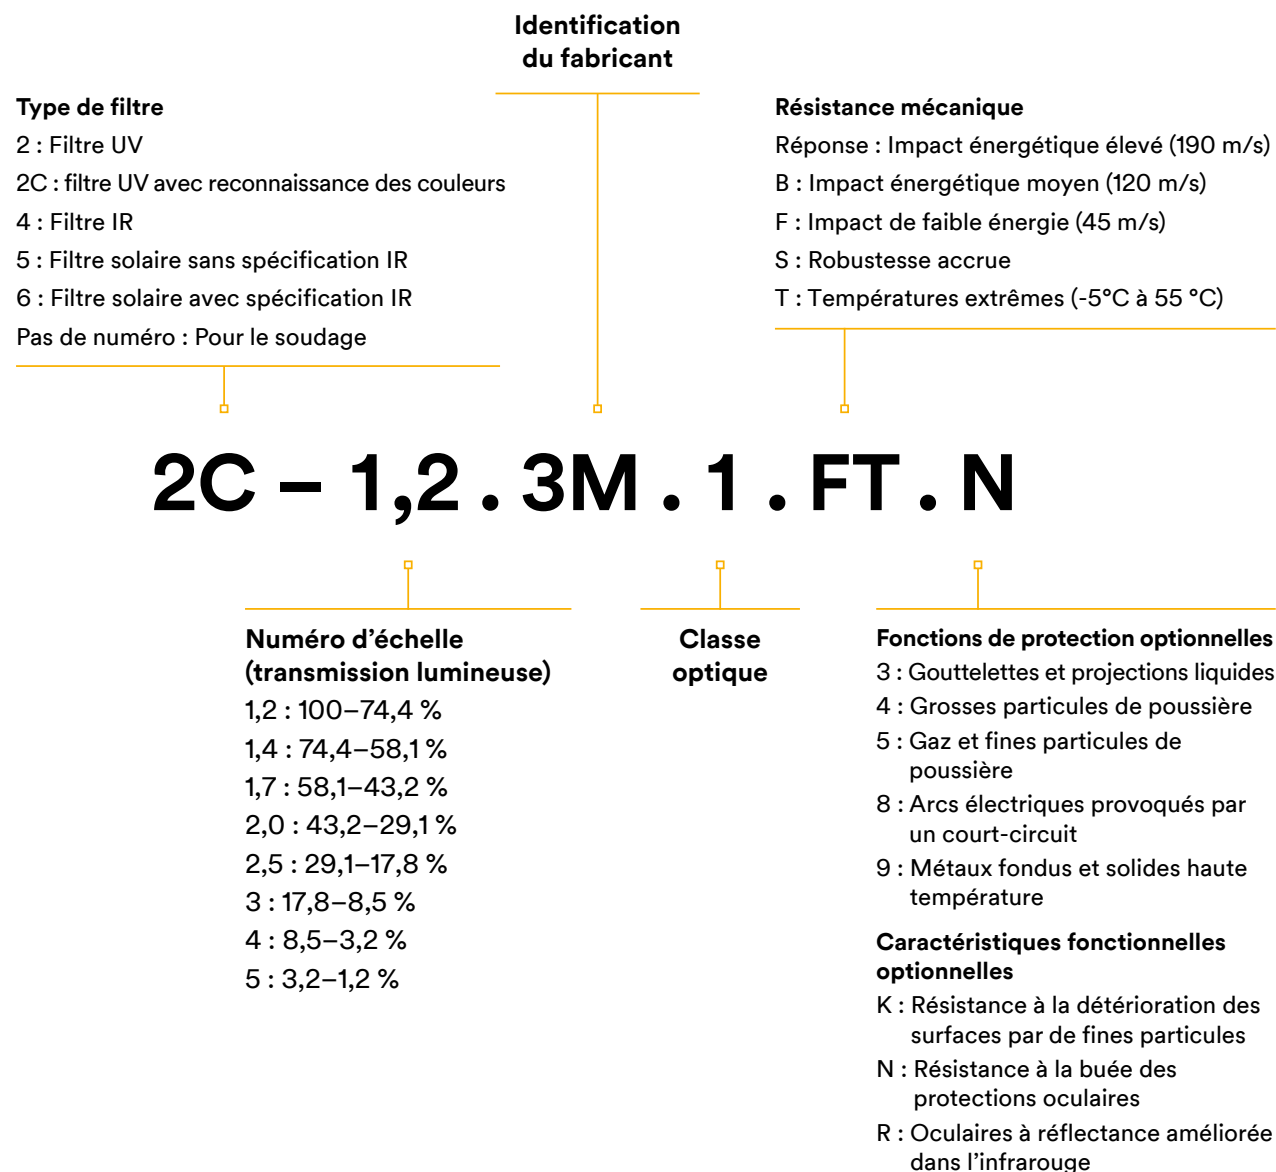 Identification
du fabricant
Type de filtre
2 : Filtre UV
2C : filtre UV avec reconnaissance des couleurs
4 : Filtre IR
5 : Filtre solaire sans spécification IR
6 : Filtre solaire avec spécification IR
Pas de numéro : Pour le soudage
Résistance mécanique
Réponse : Impact énergétique élevé (190 m/s)
B : Impact énergétique moyen (120 m/s)
F : Impact de faible énergie (45 m/s)
S : Robustesse accrue
T : Températures extrêmes (-5°C à 55 °C)
2C – 1,2 . 3M . 1 . FT . N
Numéro d’échelle
(transmission lumineuse)
1,2 : 100–74,4 %
1,4 : 74,4–58,1 %
1,7 : 58,1–43,2 %
2,0 : 43,2–29,1 %
2,5 : 29,1–17,8 %
3 : 17,8–8,5 %
4 : 8,5–3,2 %
5 : 3,2–1,2 %
Classe
optique
Fonctions de protection optionnelles
3 : Gouttelettes et projections liquides
4 : Grosses particules de poussière
5 : Gaz et fines particules de
poussière
8 : Arcs électriques provoqués par
un court-circuit
9 : Métaux fondus et solides haute
température
Caractéristiques fonctionnelles
optionnelles
K : Résistance à la détérioration des
surfaces par de fines particules
N : Résistance à la buée des
protections oculaires
R : Oculaires à réflectance améliorée
dans l’infrarouge